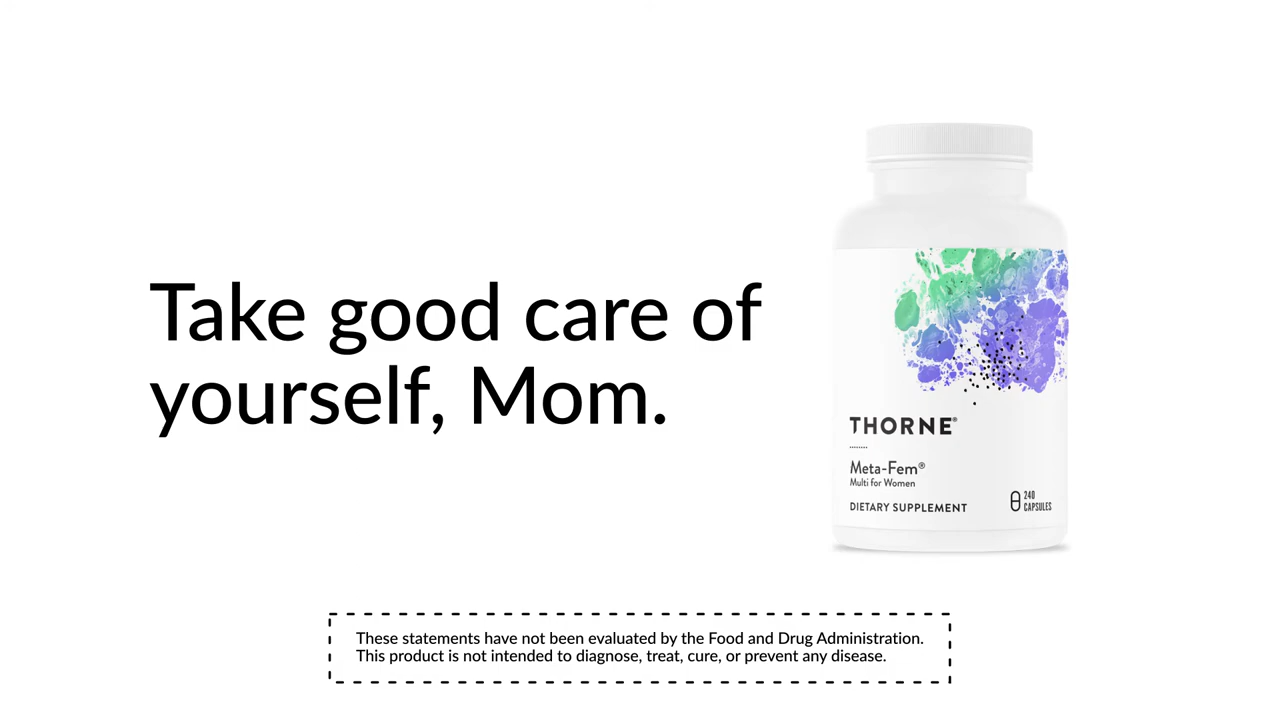 Take good care of
yourself, Mom.
THORNE®
Meta-Fem®
Multi for Women
DIETARY SUPPLEMENT
240
CAPSULES
These statements have not been evaluated by the Food and Drug Administration.
This product is not intended to diagnose, treat, cure, or prevent any disease.